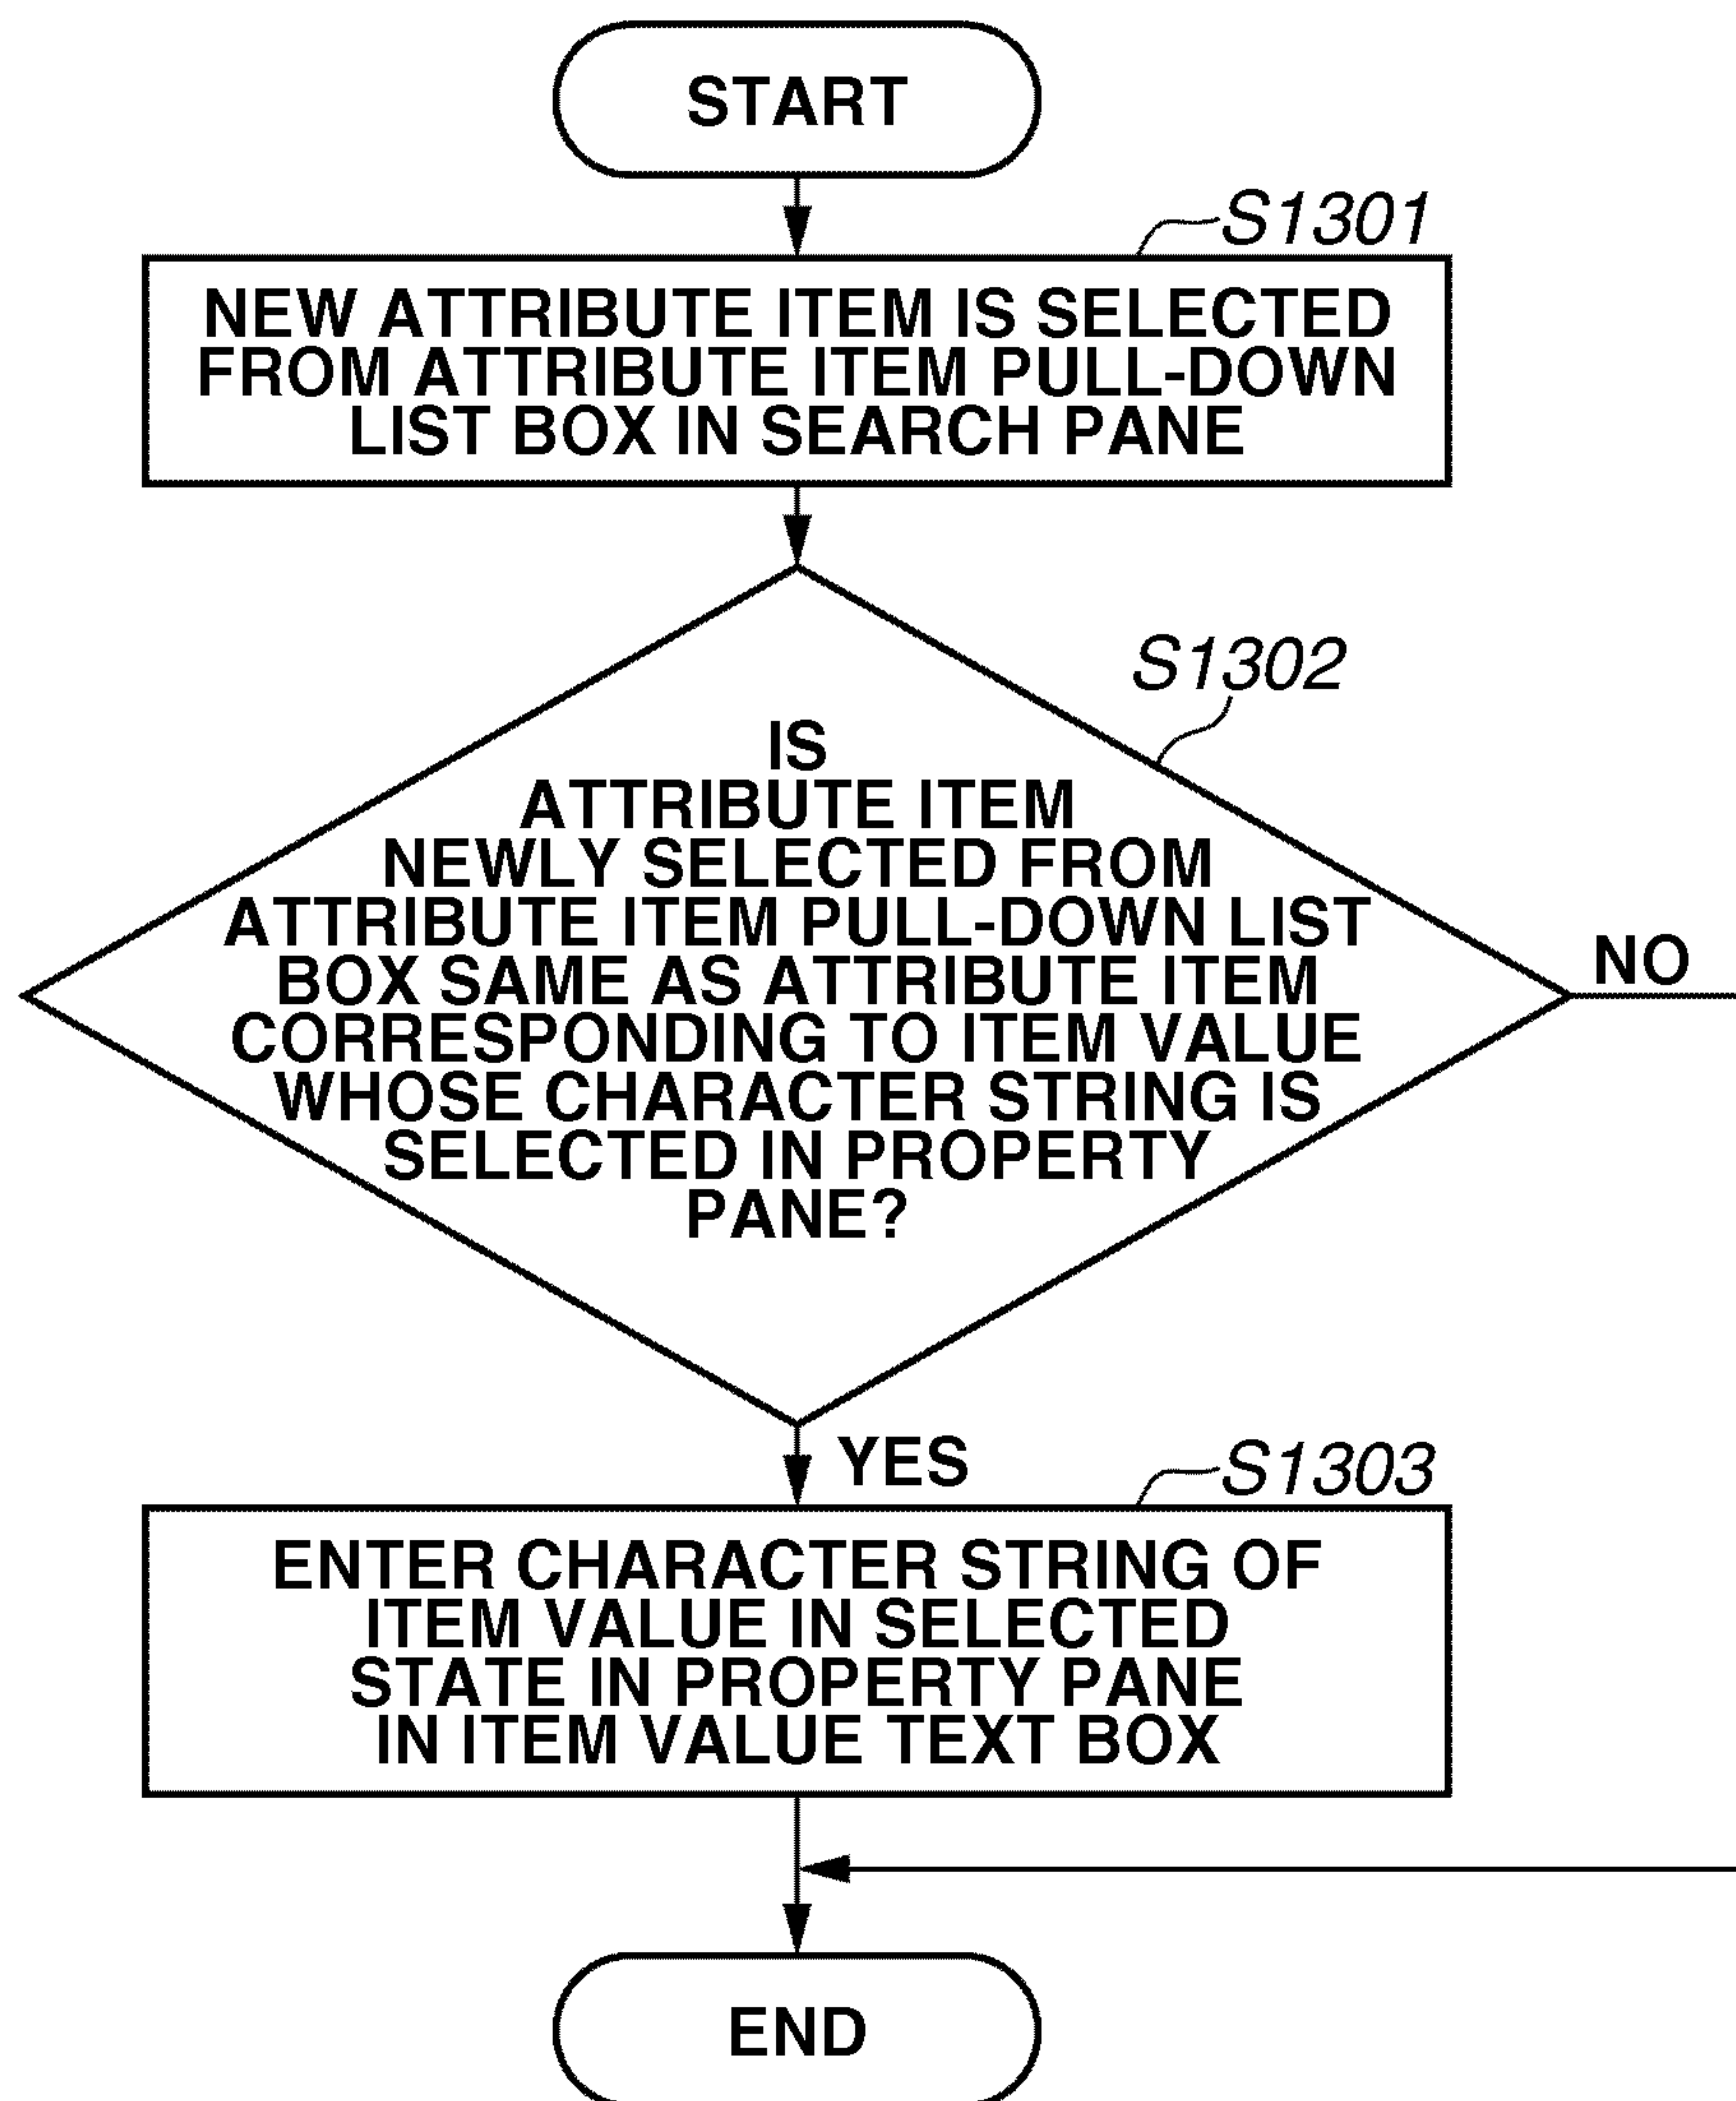 START
S1301
NEW ATTRIBUTE ITEM IS SELECTED
FROM ATTRIBUTE ITEM PULL-DOWN
LIST BOX IN SEARCH PANE
S1302
IS
ATTRIBUTE ITEM
NEWLY SELECTED FROM
ATTRIBUTE ITEM PULL-DOWN LIST
BOX SAME AS ATTRIBUTE ITEM
CORRESPONDING TO ITEM VALUE
WHOSE CHARACTER STRING IS
SELECTED IN PROPERTY
PANE?
NO
YES
S1303
ENTER CHARACTER STRING OF
ITEM VALUE IN SELECTED
STATE IN PROPERTY PANE
IN ITEM VALUE TEXT BOX
END